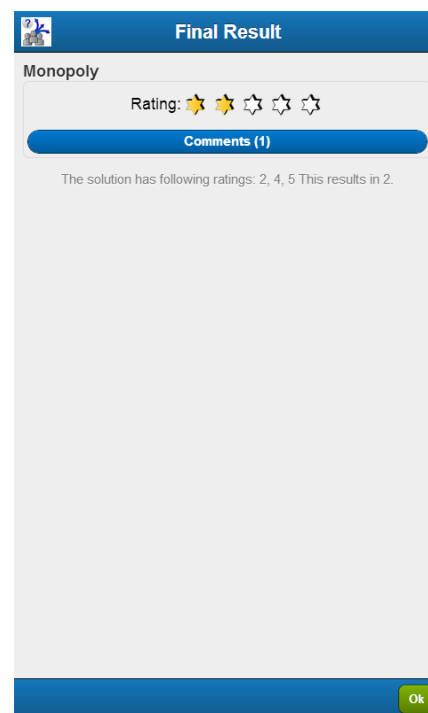 Final Result
Monopoly
Rating:
Comments (1)
The solution has following ratings: 2, 4, 5 This results in 2.
Ok